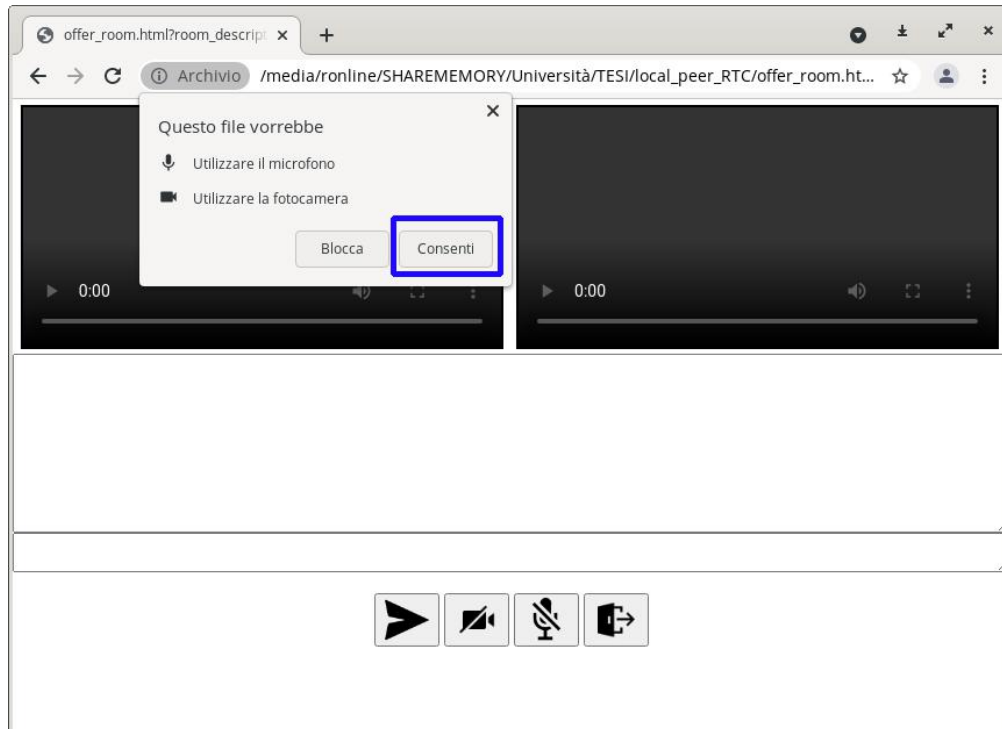 offer_room.html?room_descript
Archivio /media/ronline/SHAREMEMORY/Università/TESI/local_peer_RTC/offer_room.ht...
Questo file vorrebbe
Utilizzare il microfono
Utilizzare la fotocamera
Blocca Consenti
0:00 0:00